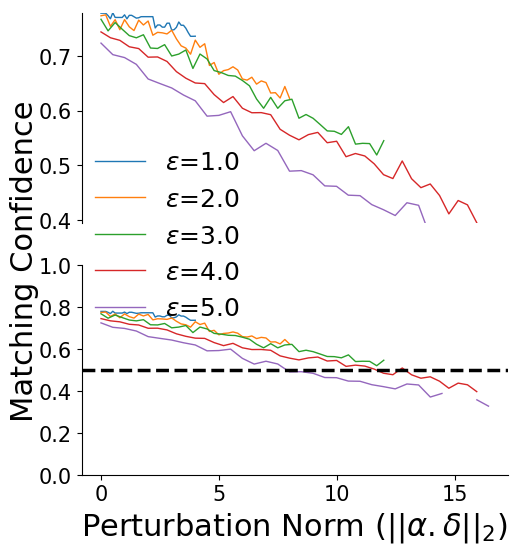 Matching Confidence
0.7
0.6
0.5
0.4
ε=1.0
ε=2.0
ε=3.0
ε=4.0
ε=5.0
1.0
0.8
0.6
0.4
0.2
0.0
0 5 10 15
Perturbation Norm (||α.δ||₂)